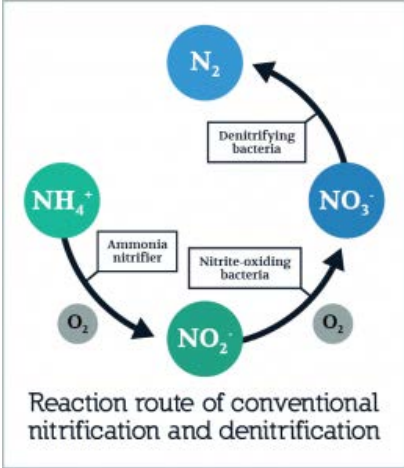 N₂
Denitrifying
bacteria
NH₄⁺
NO₃⁻
Ammonia
nitrifier
Nitrite-oxidizing
bacteria
O₂
NO₂⁻
O₂
Reaction route of conventional
nitrification and denitrification